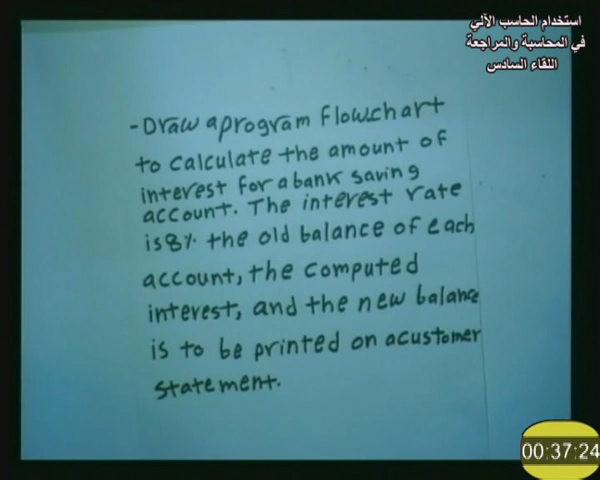 استخدام الحاسب الآلي
في المحاسبة والمراجعة
اللقاء السادس
-Draw a program flowchart
to calculate the amount of
interest for a bank saving
account. The interest rate
is 8% the old balance of each
account, the computed
interest, and the new balance
is to be printed on a customer
statement.
00:37:24